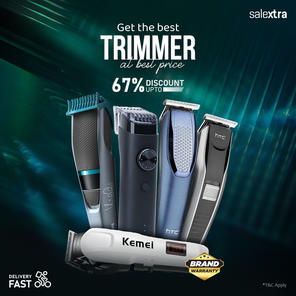 salextra
Get the best
TRIMMER
at best price
67% DISCOUNT
UPTO
htc
htc
Kemei
BRAND
WARRANTY
DELIVERY
FAST
*T&C Apply